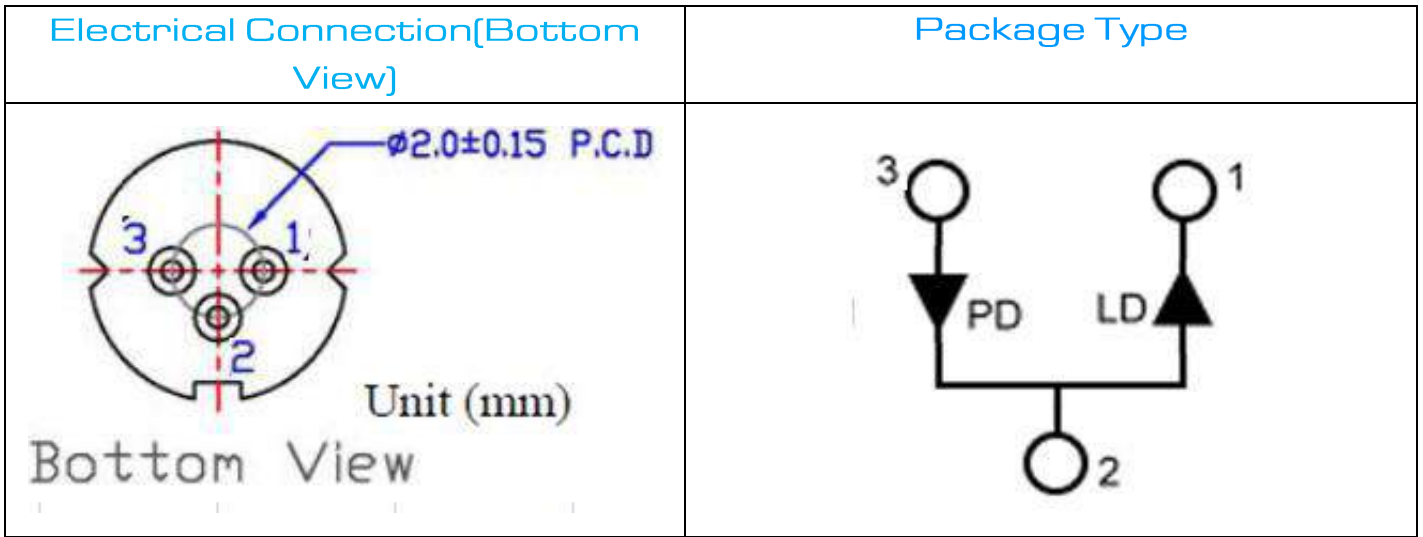 Electrical Connection(Bottom
View)
Package Type
ø2.0±0.15 P.C.D
3
1
2
Unit (mm)
Bottom View
3
1
PD
LD
2